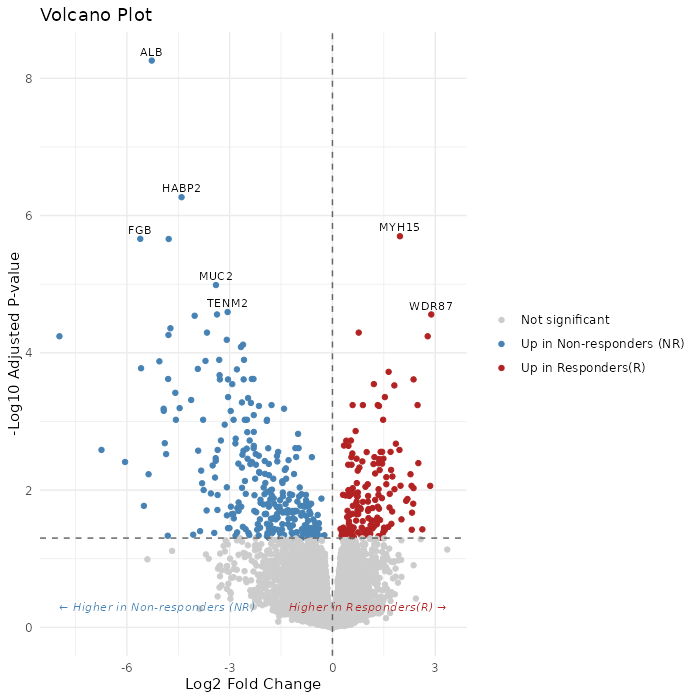 Volcano Plot
ALB
8
HABP2
6
FGB
MYH15
MUC2
TENM2
WDR87
-Log10 Adjusted P-value
Not significant
Up in Non-responders (NR)
4
Up in Responders(R)
2
← Higher in Non-responders (NR)
Higher in Responders(R) →
0
-6
-3
0
3
Log2 Fold Change